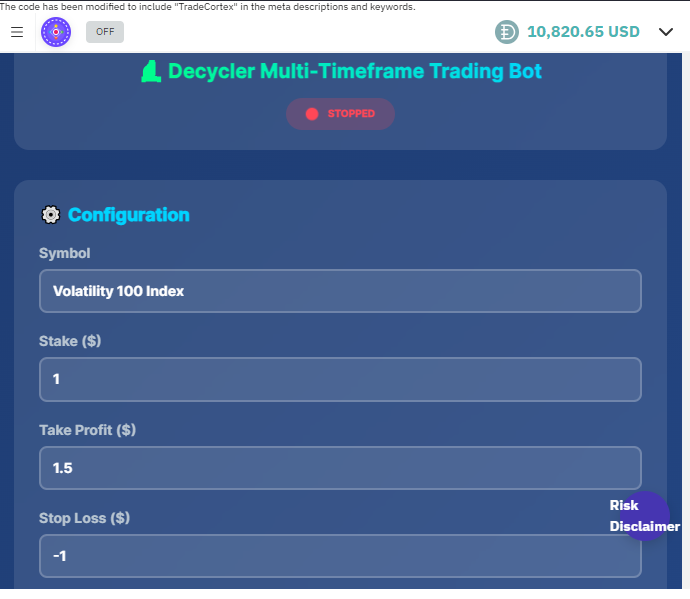 The code has been modified to include "TradeCortex" in the meta descriptions and keywords.
OFF
10,820.65 USD
Decycler Multi-Timeframe Trading Bot
STOPPED
Configuration
Symbol
Volatility 100 Index
Stake ($)
1
Take Profit ($)
1.5
Risk
Disclaimer
Stop Loss ($)
-1